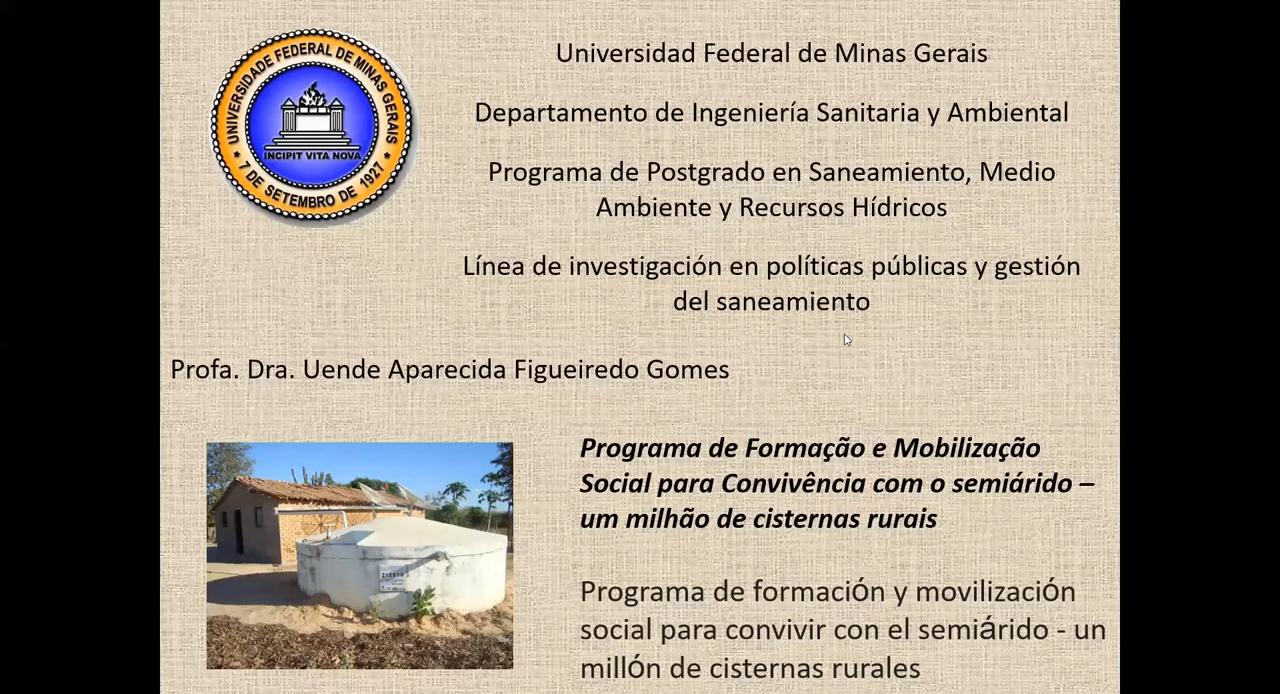 UNIVERSIDADE FEDERAL DE MINAS GERAIS
INCIPIT VITA NOVA
7 DE SETEMBRO DE 1927
Universidad Federal de Minas Gerais
Departamento de Ingeniería Sanitaria y Ambiental
Programa de Postgrado en Saneamiento, Medio
Ambiente y Recursos Hídricos
Línea de investigación en políticas públicas y gestión
del saneamiento
Profa. Dra. Uende Aparecida Figueiredo Gomes
Programa de Formação e Mobilização
Social para Convivência com o semiárido –
um milhão de cisternas rurais
Programa de formación y movilización
social para convivir con el semiárido - un
millón de cisternas rurales